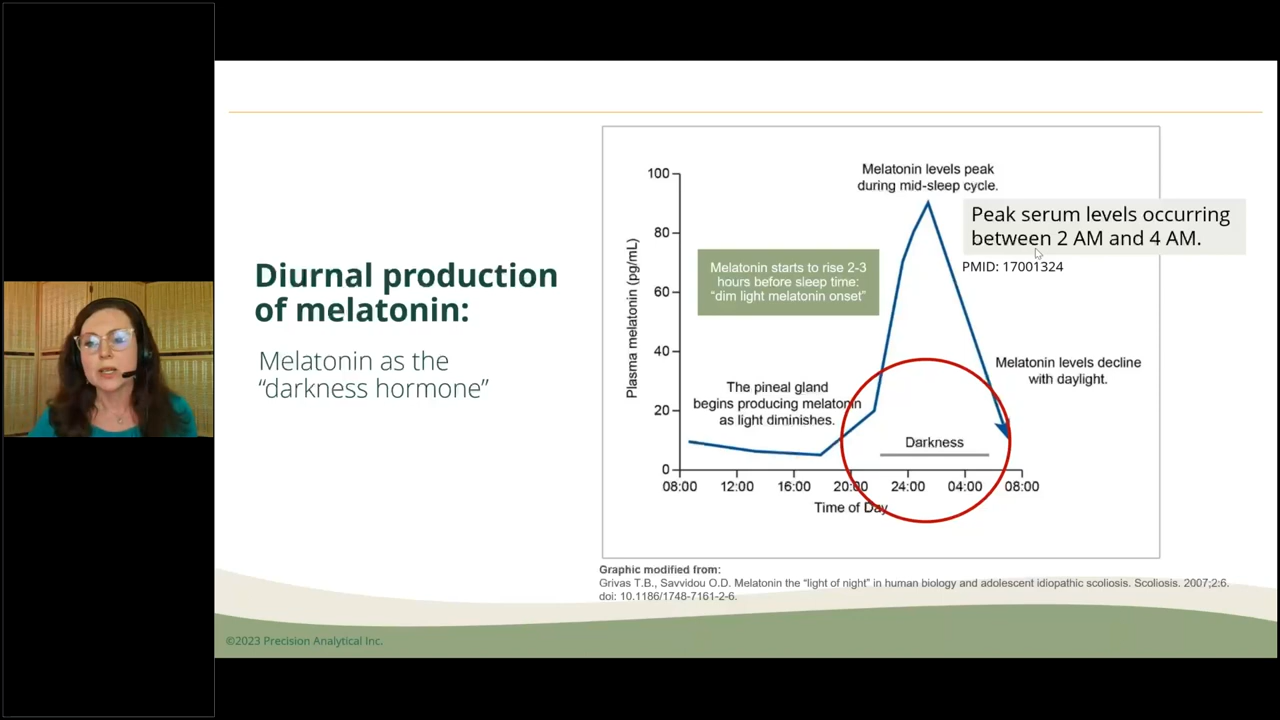 Diurnal production
of melatonin:
Melatonin as the
“darkness hormone”
Melatonin levels peak
during mid-sleep cycle.
Peak serum levels occurring
between 2 AM and 4 AM.
PMID: 17001324
Melatonin starts to rise 2-3
hours before sleep time:
“dim light melatonin onset”
The pineal gland
begins producing melatonin
as light diminishes.
Melatonin levels decline
with daylight.
Darkness
Plasma melatonin (pg/mL)
100
80
60
40
20
0
08:00 12:00 16:00 20:00 24:00 04:00 08:00
Time of Day
Graphic modified from:
Grivas T.B., Savvidou O.D. Melatonin the “light of night” in human biology and adolescent idiopathic scoliosis. Scoliosis. 2007;2:6.
doi: 10.1186/1748-7161-2-6.
©2023 Precision Analytical Inc.